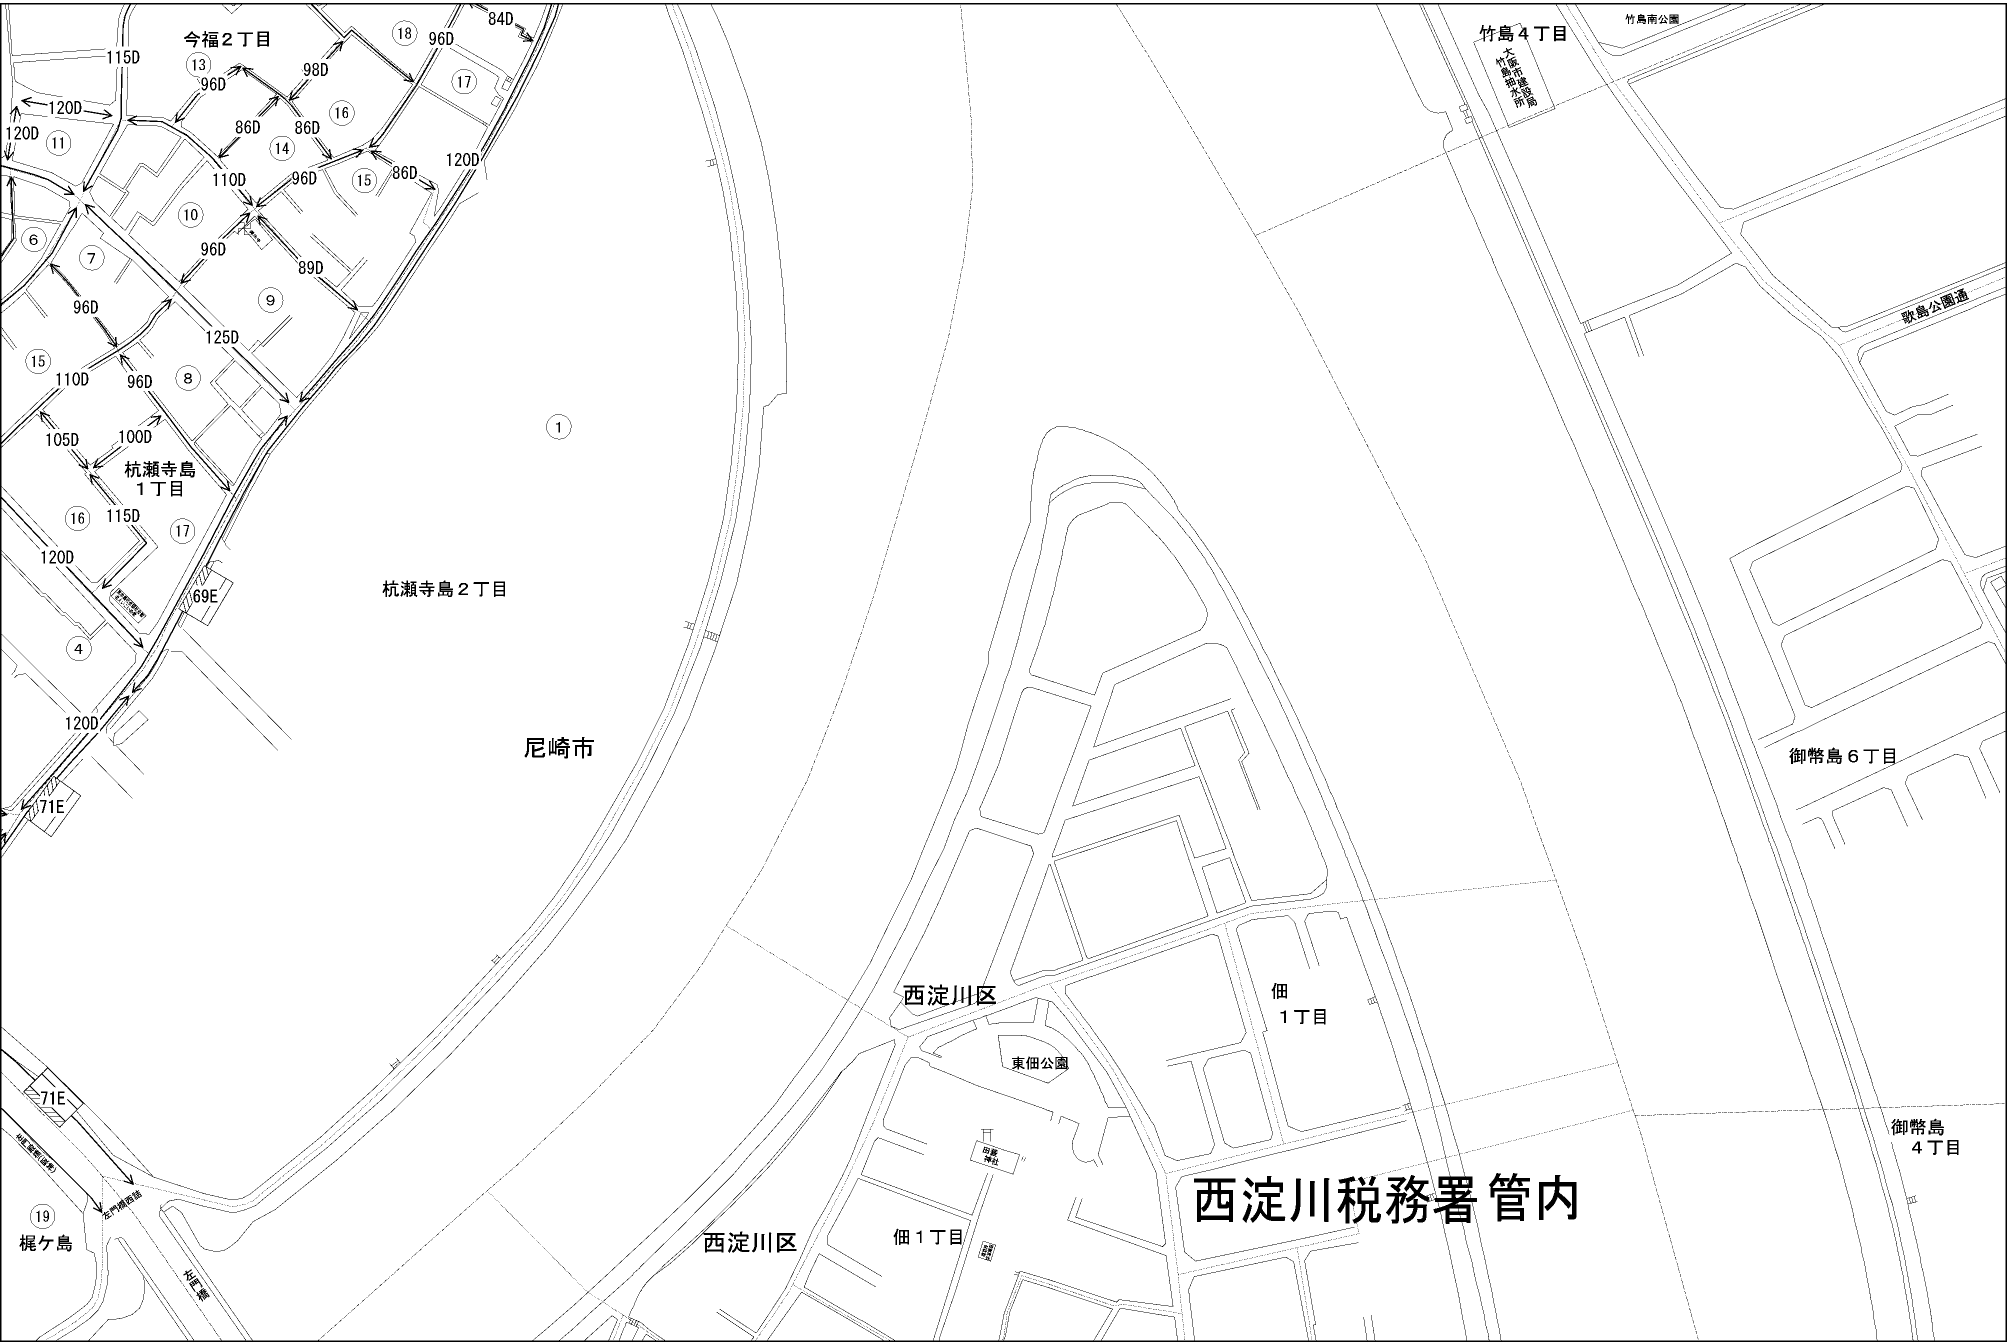 84D
竹島南公園
今福２丁目
18
96D
竹島４丁目
115D
13
98D
17
大阪市建設局
竹島抽水所
96D
120D
16
120D
86D
86D
11
14
120D
96D
15
86D
110D
10
6
96D
7
89D
9
96D
歌島公園通
125D
15
110D
96D
8
1
105D
100D
杭瀬寺島
１丁目
16
115D
17
120D
杭瀬寺島２丁目
69E
4
120D
尼崎市
御幣島６丁目
71E
西淀川区
佃
１丁目
東佃公園
71E
御幣島
４丁目
田蓑
神社
西淀川税務署管内
左門橋西詰
19
梶ケ島
西淀川区
佃１丁目
左門橋